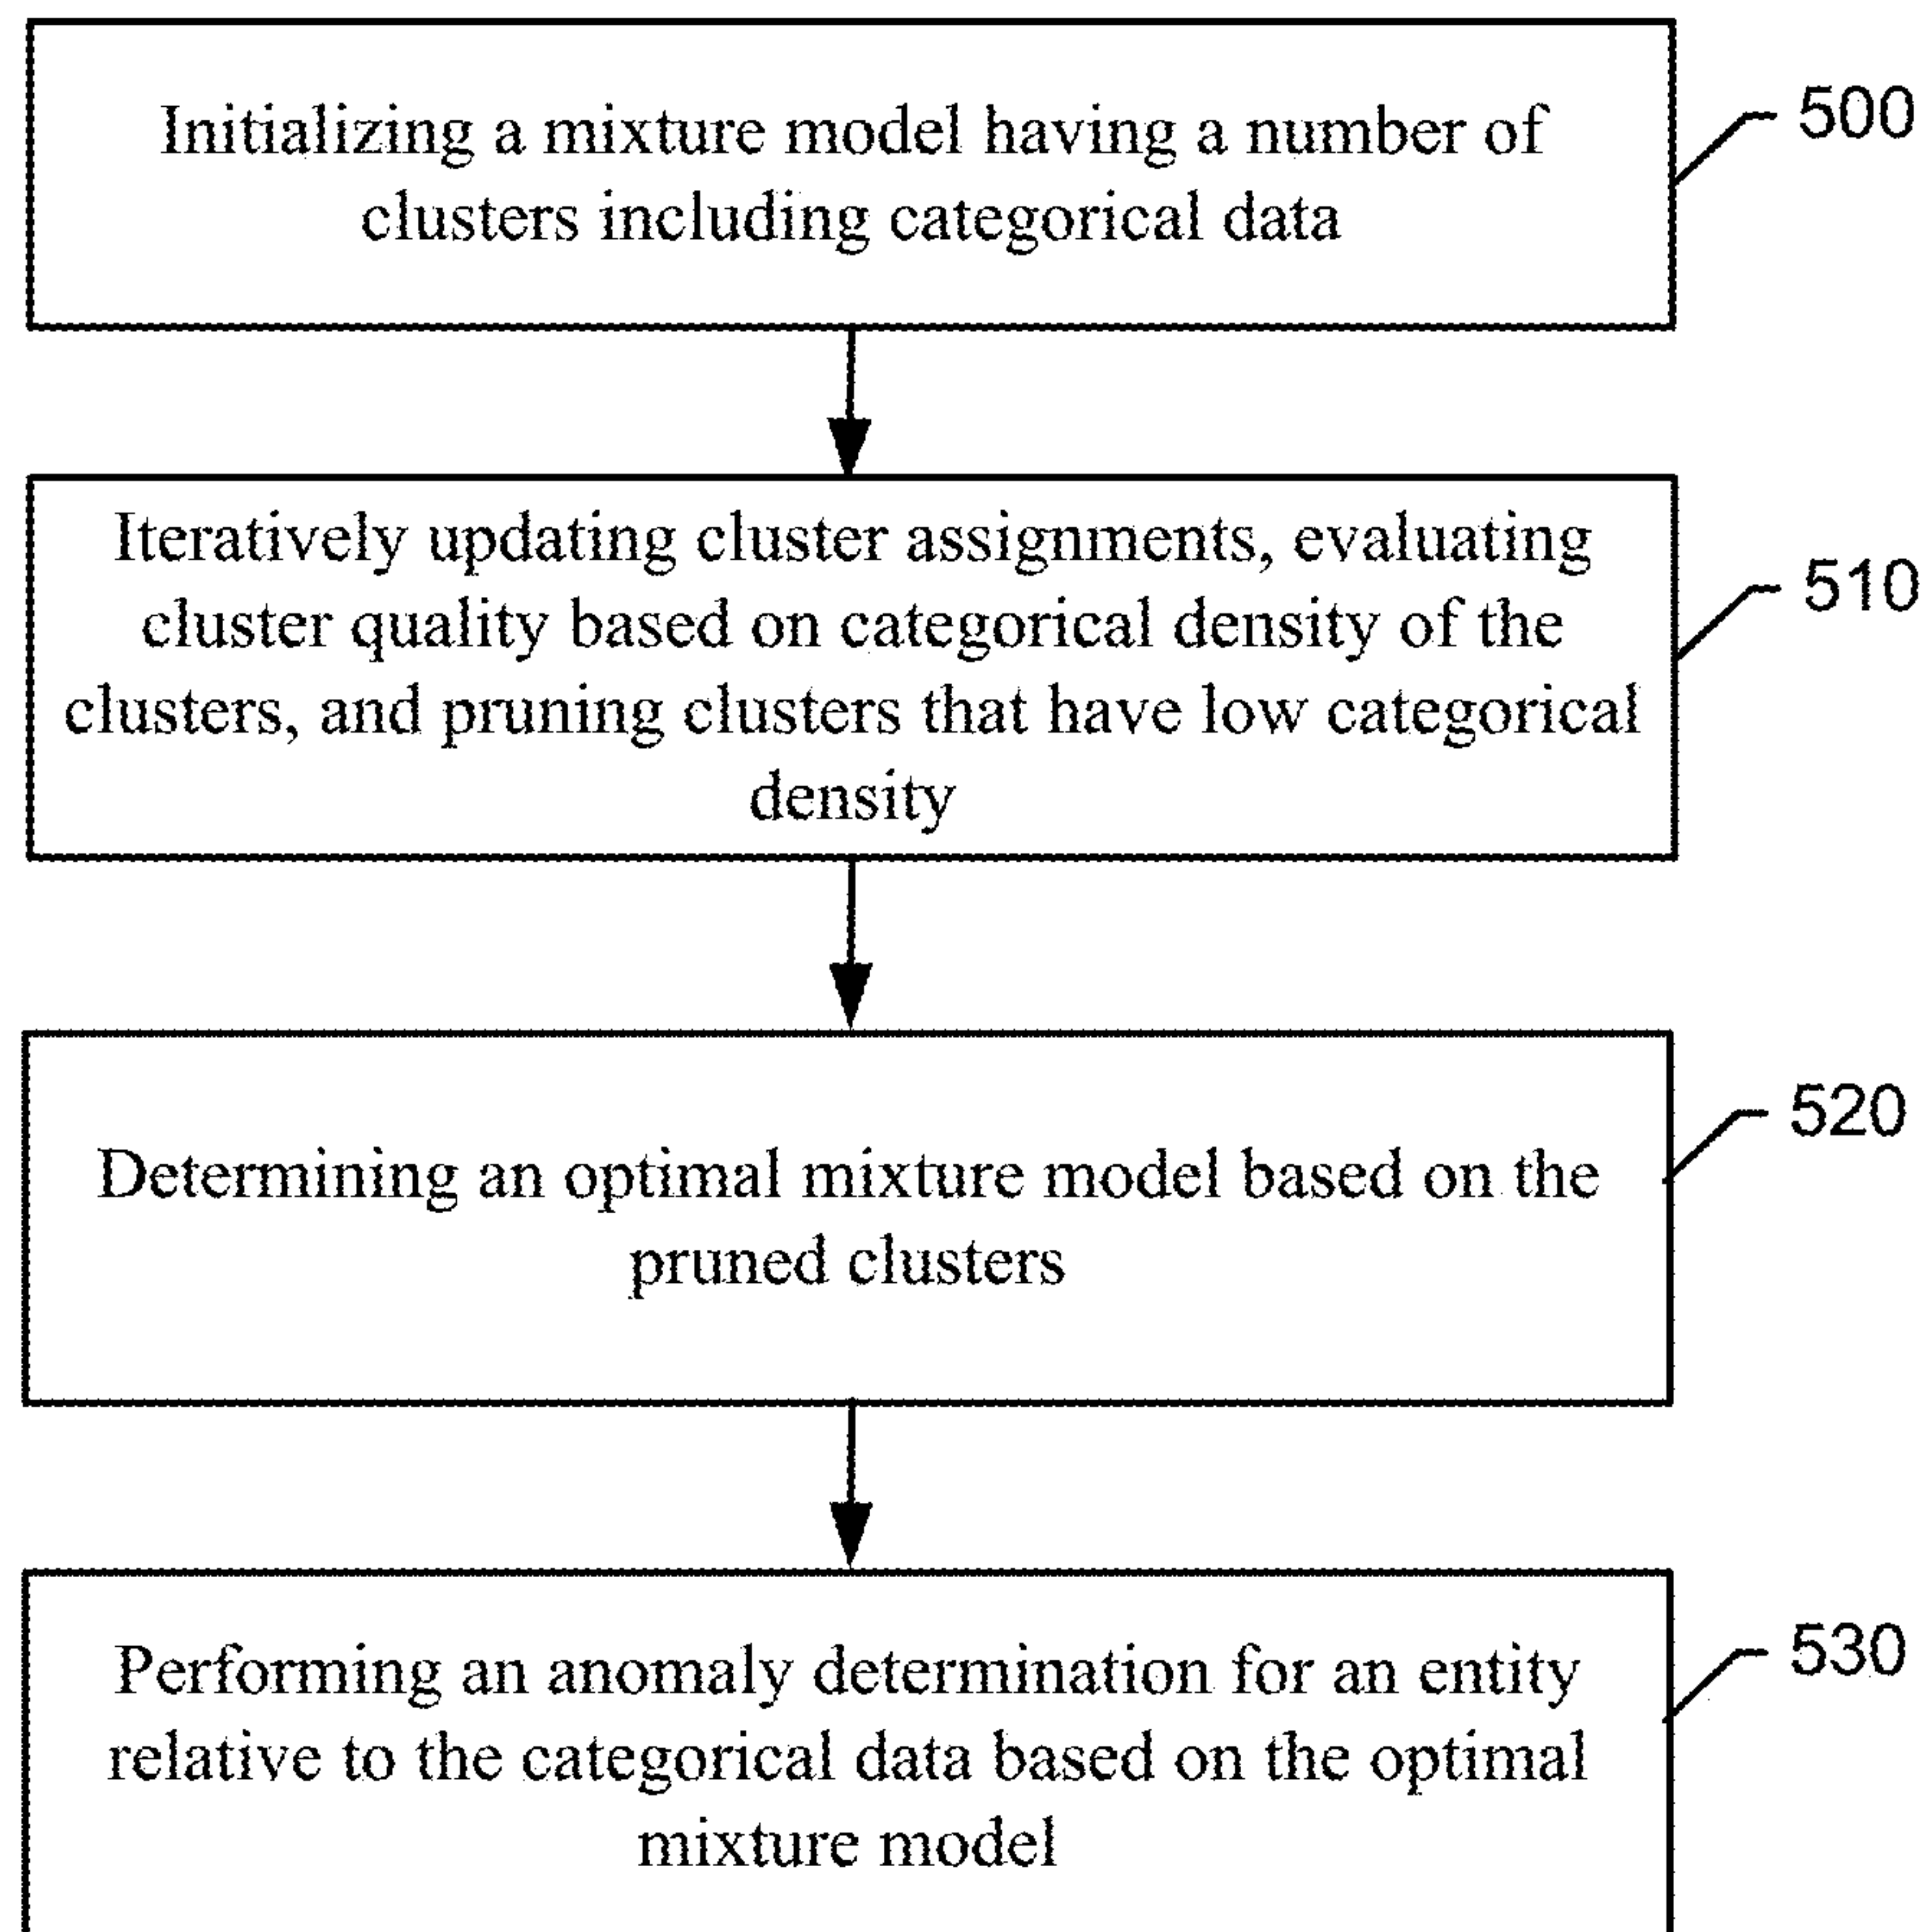 Initializing a mixture model having a number of
clusters including categorical data
500
Iteratively updating cluster assignments, evaluating
cluster quality based on categorical density of the
clusters, and pruning clusters that have low categorical
density
510
Determining an optimal mixture model based on the
pruned clusters
520
Performing an anomaly determination for an entity
relative to the categorical data based on the optimal
mixture model
530